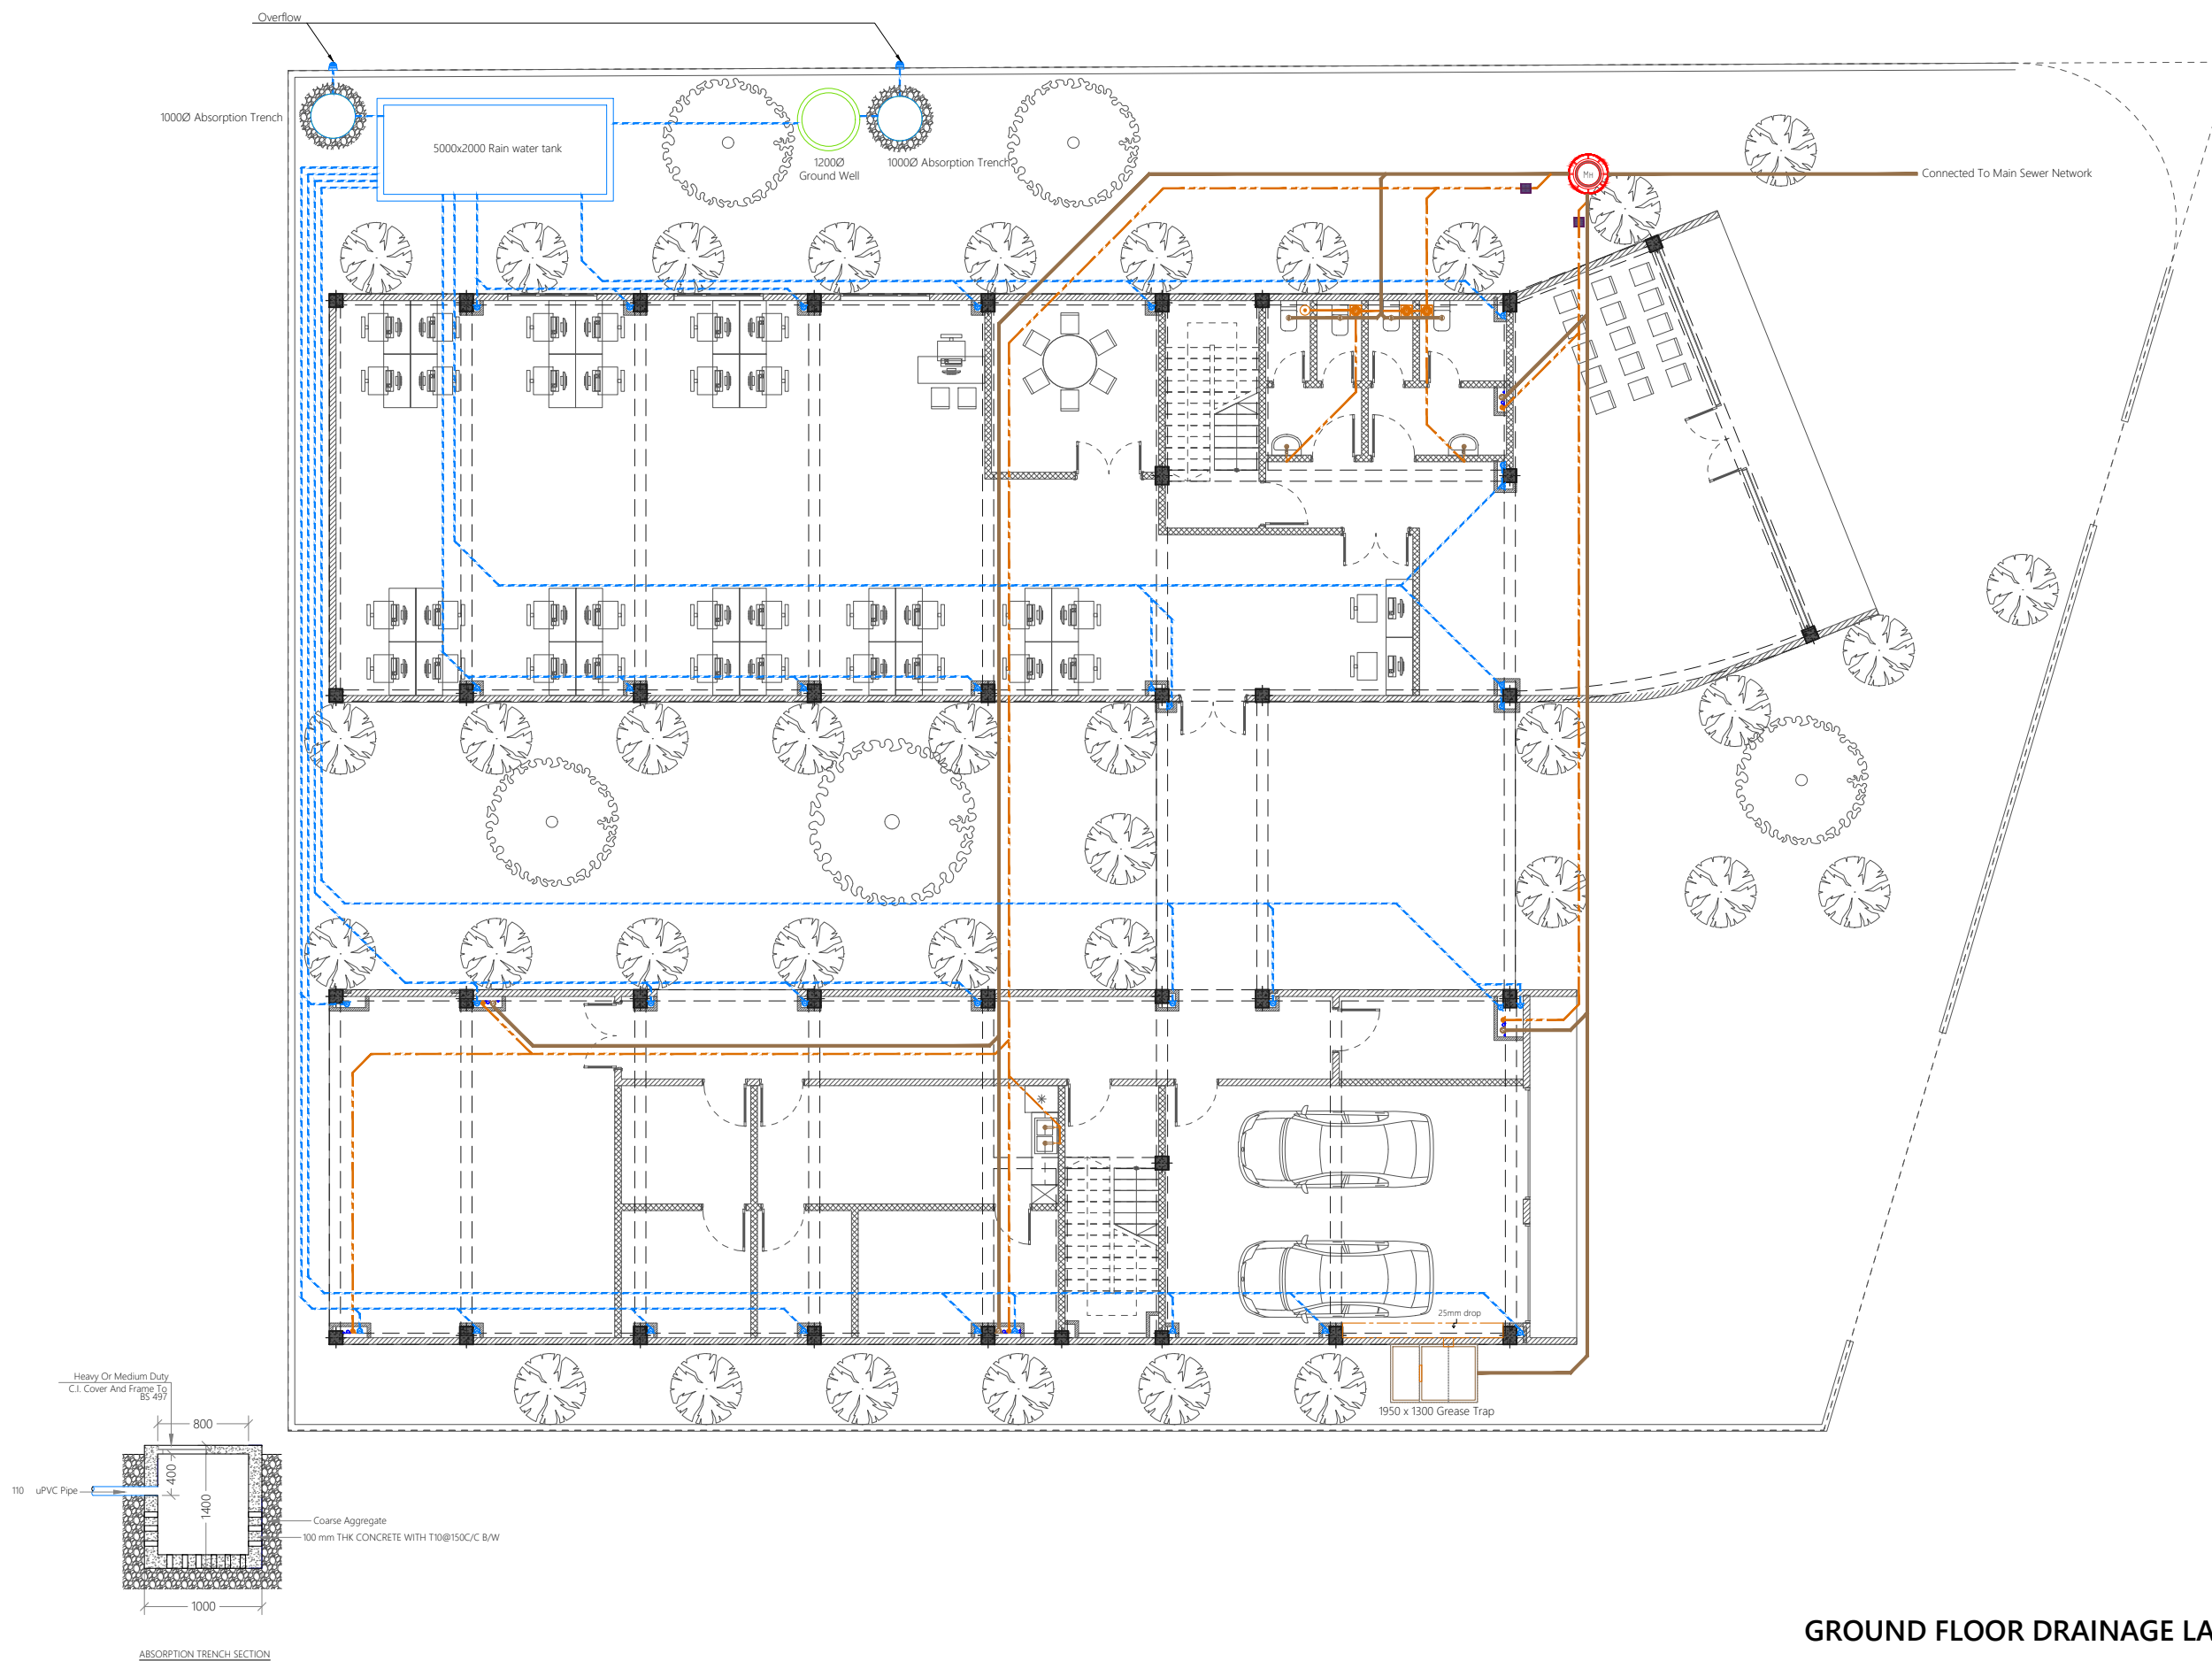 Overflow
1000Ø Absorption Trench
5000x2000 Rain water tank
1200Ø
Ground Well
1000Ø Absorption Trench
MH
Connected To Main Sewer Network
25mm drop
1950 x 1300 Grease Trap
Heavy Or Medium Duty
C.I. Cover And Frame To
BS 497
800
400
1400
110 uPVC Pipe
Coarse Aggregate
100 mm THK CONCRETE WITH T10@150C/C B/W
1000
ABSORPTION TRENCH SECTION
GROUND FLOOR DRAINAGE LA